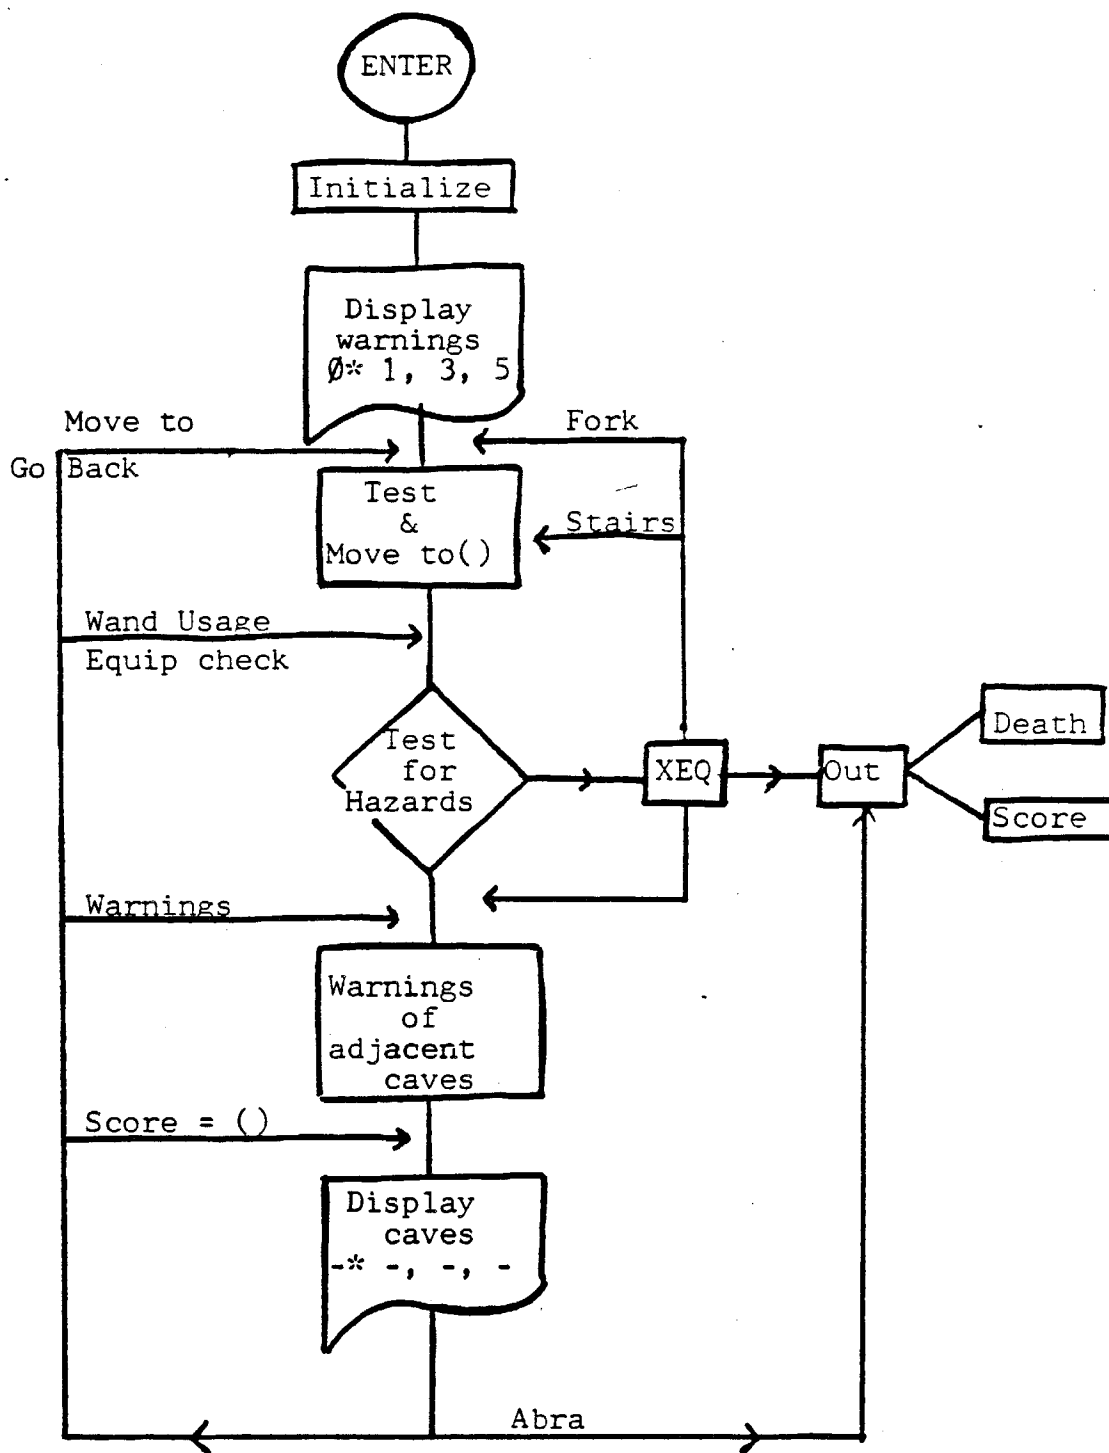 ENTER
Initialize
Display
warnings
Ø* 1, 3, 5
Move to
Fork
Go Back
Test
&
Move to()
Stairs
Wand Usage
Equip check
Test
for
Hazards
XEQ
Out
Death
Score
Warnings
Warnings
of
adjacent
caves
Score = ()
Display
caves
-* -, -, -
Abra